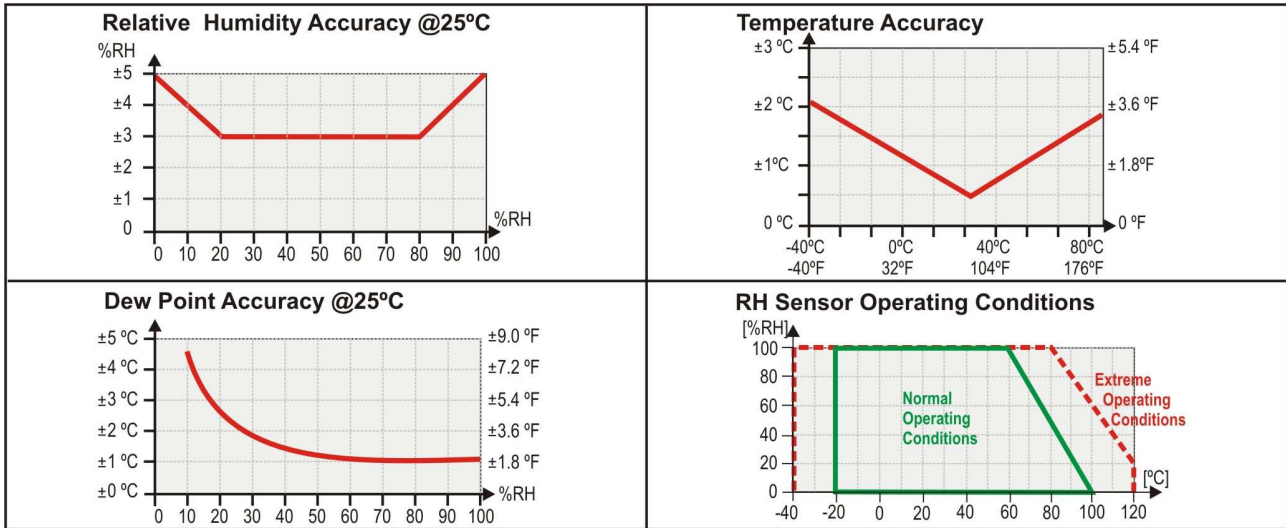 Relative Humidity Accuracy @25ºC
%RH
±5
±4
±3
±2
±1
0
%RH
0 10 20 30 40 50 60 70 80 90 100
Temperature Accuracy
±3 ºC
±2 ºC
±1ºC
0 ºC
±5.4 ºF
±3.6 ºF
±1.8ºF
0 ºF
-40ºC 0ºC 40ºC 80ºC
-40ºF 32ºF 104ºF 176ºF
Dew Point Accuracy @25ºC
±5 ºC
±4 ºC
±3 ºC
±2 ºC
±1 ºC
±0 ºC
±9.0 ºF
±7.2 ºF
±5.4 ºF
±3.6 ºF
±1.8 ºF
%RH
0 10 20 30 40 50 60 70 80 90 100
RH Sensor Operating Conditions
[%RH]
100
80
60
40
20
0
Normal
Operating
Conditions
Extreme
Operating
Conditions
[ºC]
-40 -20 0 20 40 60 80 100 120